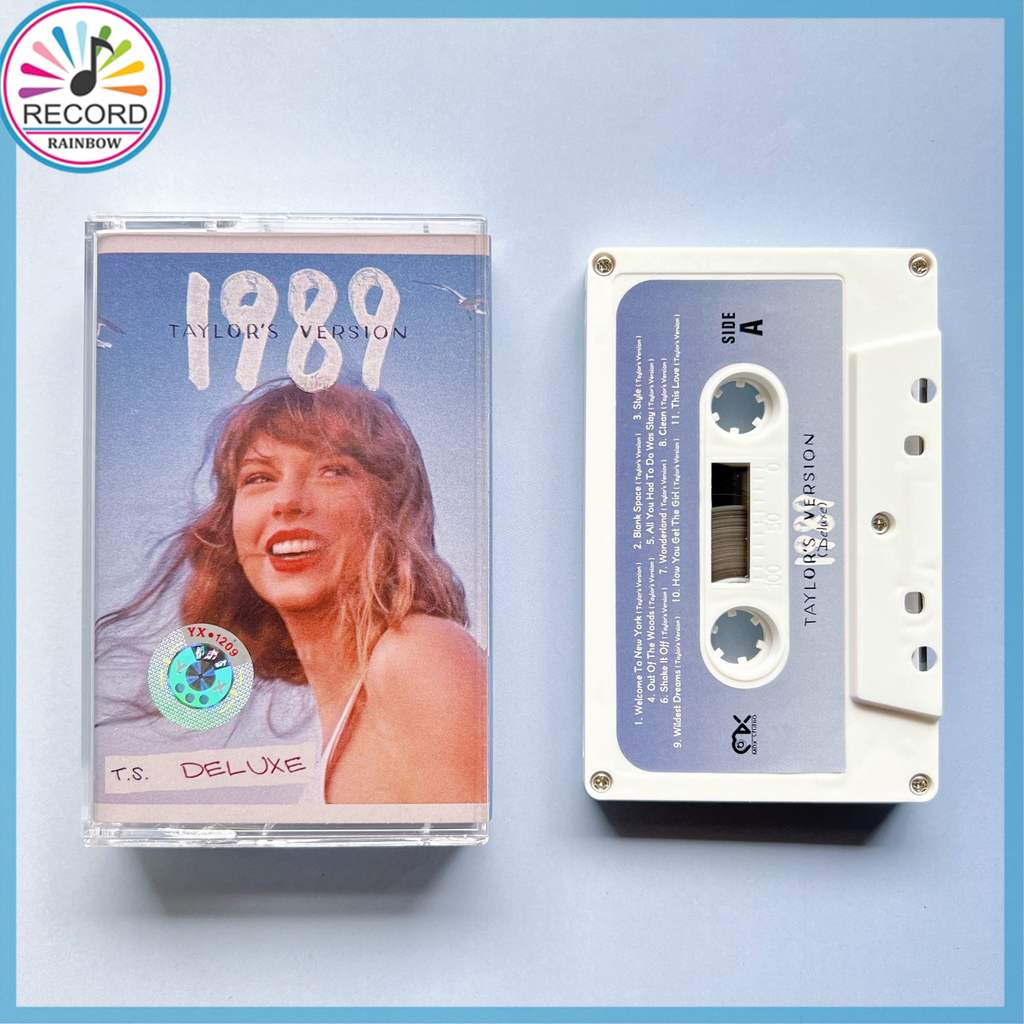 RECORD
RAINBOW
1989
TAYLOR'S VERSION
YX•1209
T.S. DELUXE
SIDE
A
1. Welcome To New York (Taylor's Version) 2. Blank Space (Taylor's Version) 3. Style (Taylor's Version)
4. Out Of The Woods (Taylor's Version) 5. All You Had To Do Was Stay (Taylor's Version)
6. Shake It Off (Taylor's Version) 7. Wonderland (Taylor's Version) 8. Clean (Taylor's Version)
9. Wildest Dreams (Taylor's Version) 10. How You Get The Girl (Taylor's Version) 11. This Love (Taylor's Version)
100 50 0
1989
TAYLOR'S VERSION
(Deluxe)